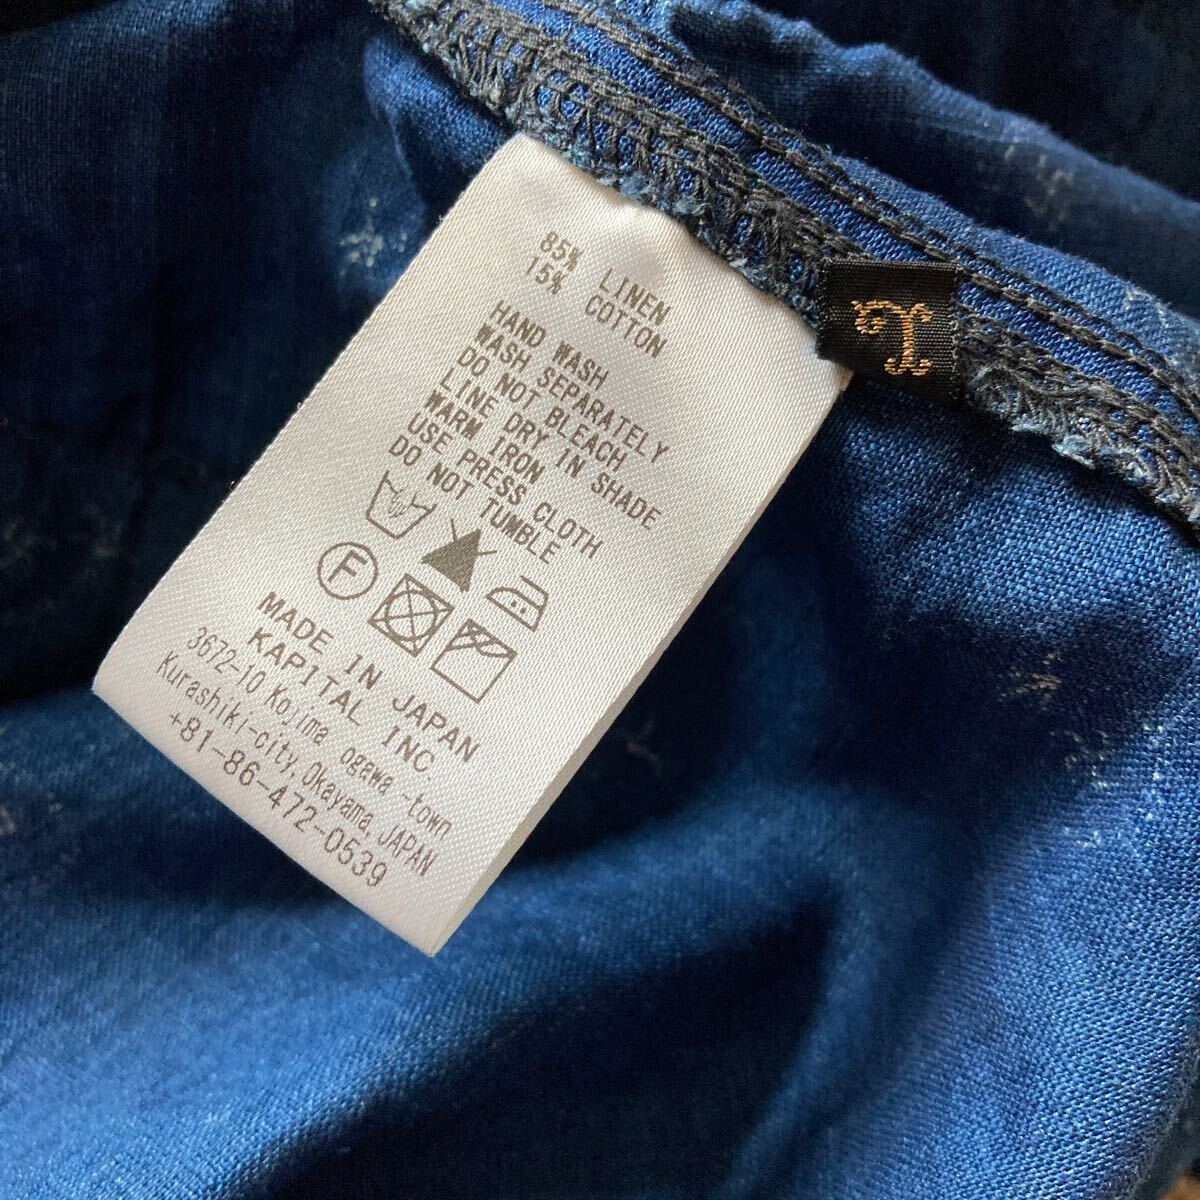 85% LINEN
15% COTTON
HAND WASH
WASH SEPARATELY
DO NOT BLEACH
LINE DRY IN SHADE
WARM IRON
USE PRESS CLOTH
DO NOT TUMBLE
F
MADE IN JAPAN
KAPITAL INC.
3672-10 Kojima ogawa -town
Kurashiki-city, Okayama, JAPAN
+81-86-472-0539